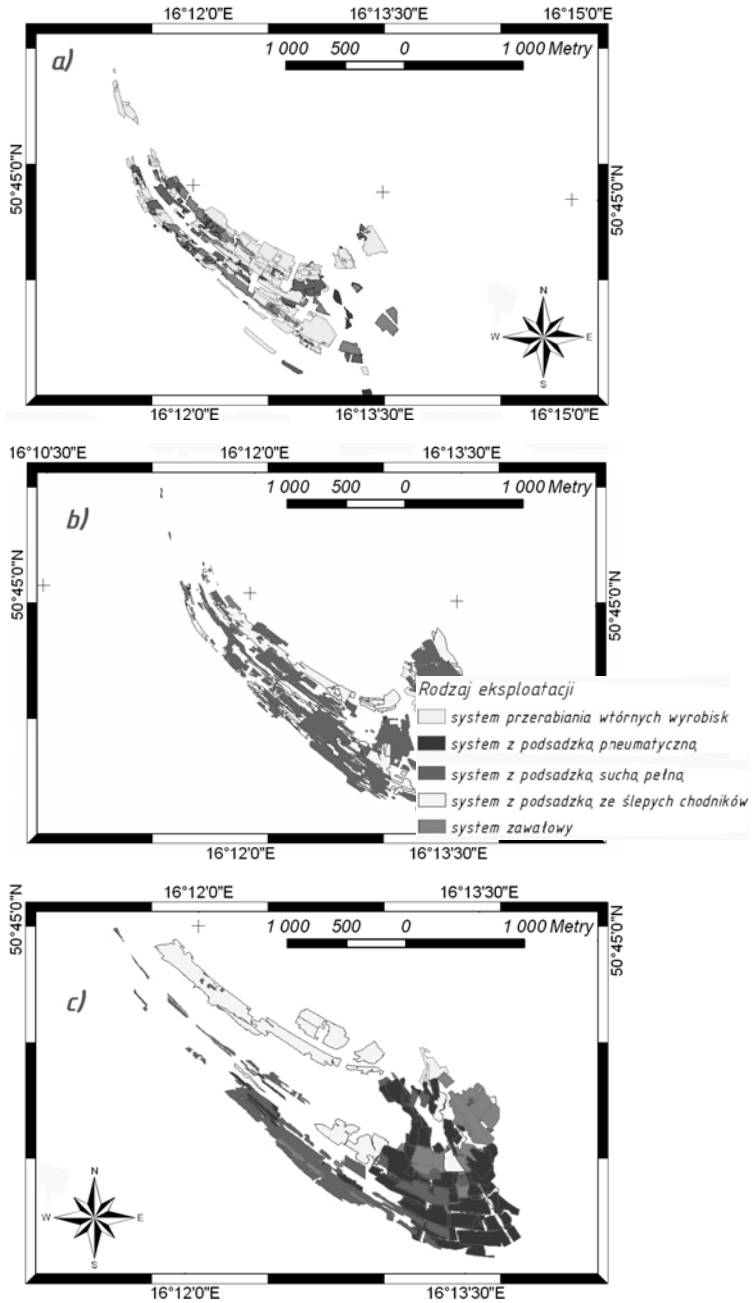 16°12'0"E 16°13'30"E 16°15'0"E
a)
1 000 500 0 1 000 Metry
50°45'0"N
50°45'0"N
N
W E
S
16°12'0"E 16°13'30"E 16°15'0"E
16°10'30"E 16°12'0"E 16°13'30"E
1 000 500 0 1 000 Metry
b)
50°45'0"N
50°45'0"N
Rodzaj eksploatacji
system przerabiania wtórnych wyrobisk
system z podsadzką pneumatyczną
system z podsadzką suchą pełną
system z podsadzką ze ślepych chodników
system zawałowy
16°12'0"E 16°13'30"E
16°12'0"E 16°13'30"E
50°45'0"N
50°45'0"N
1 000 500 0 1 000 Metry
c)
N
W E
S
16°12'0"E 16°13'30"E